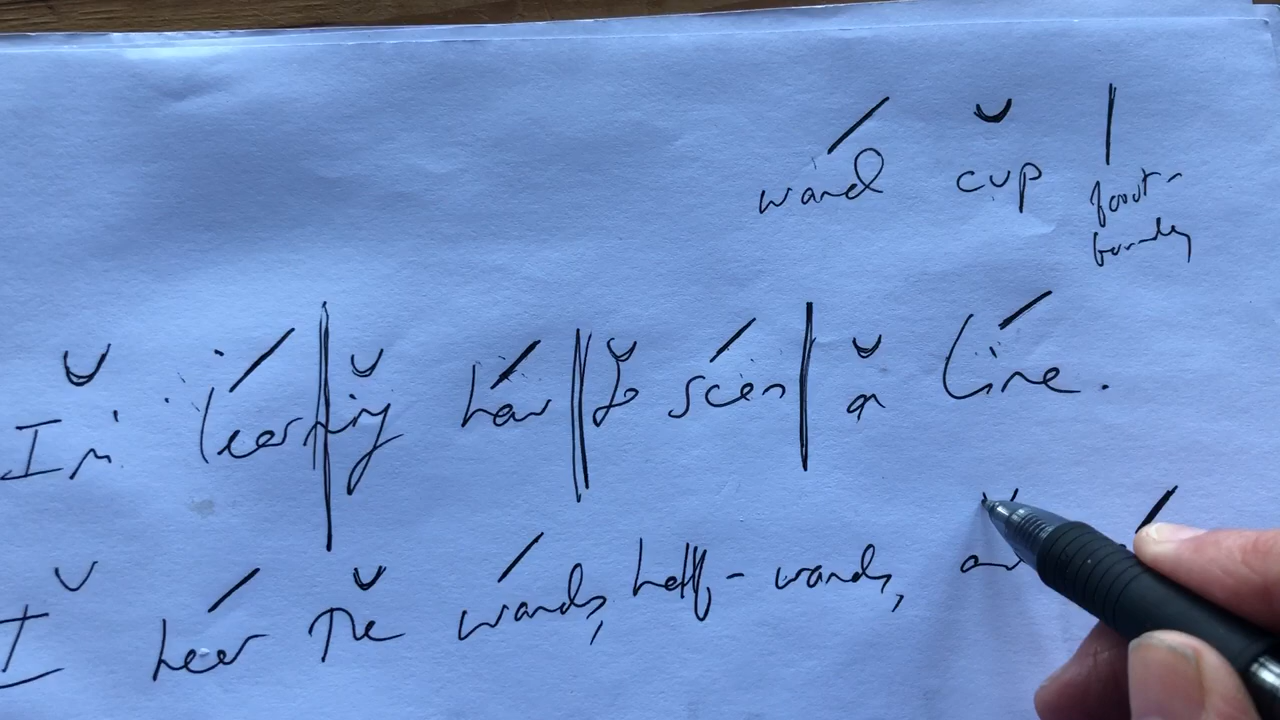 wand cup foot-
boundary
I'm learning how to scan a line.
I hear the wands, half-wands, and